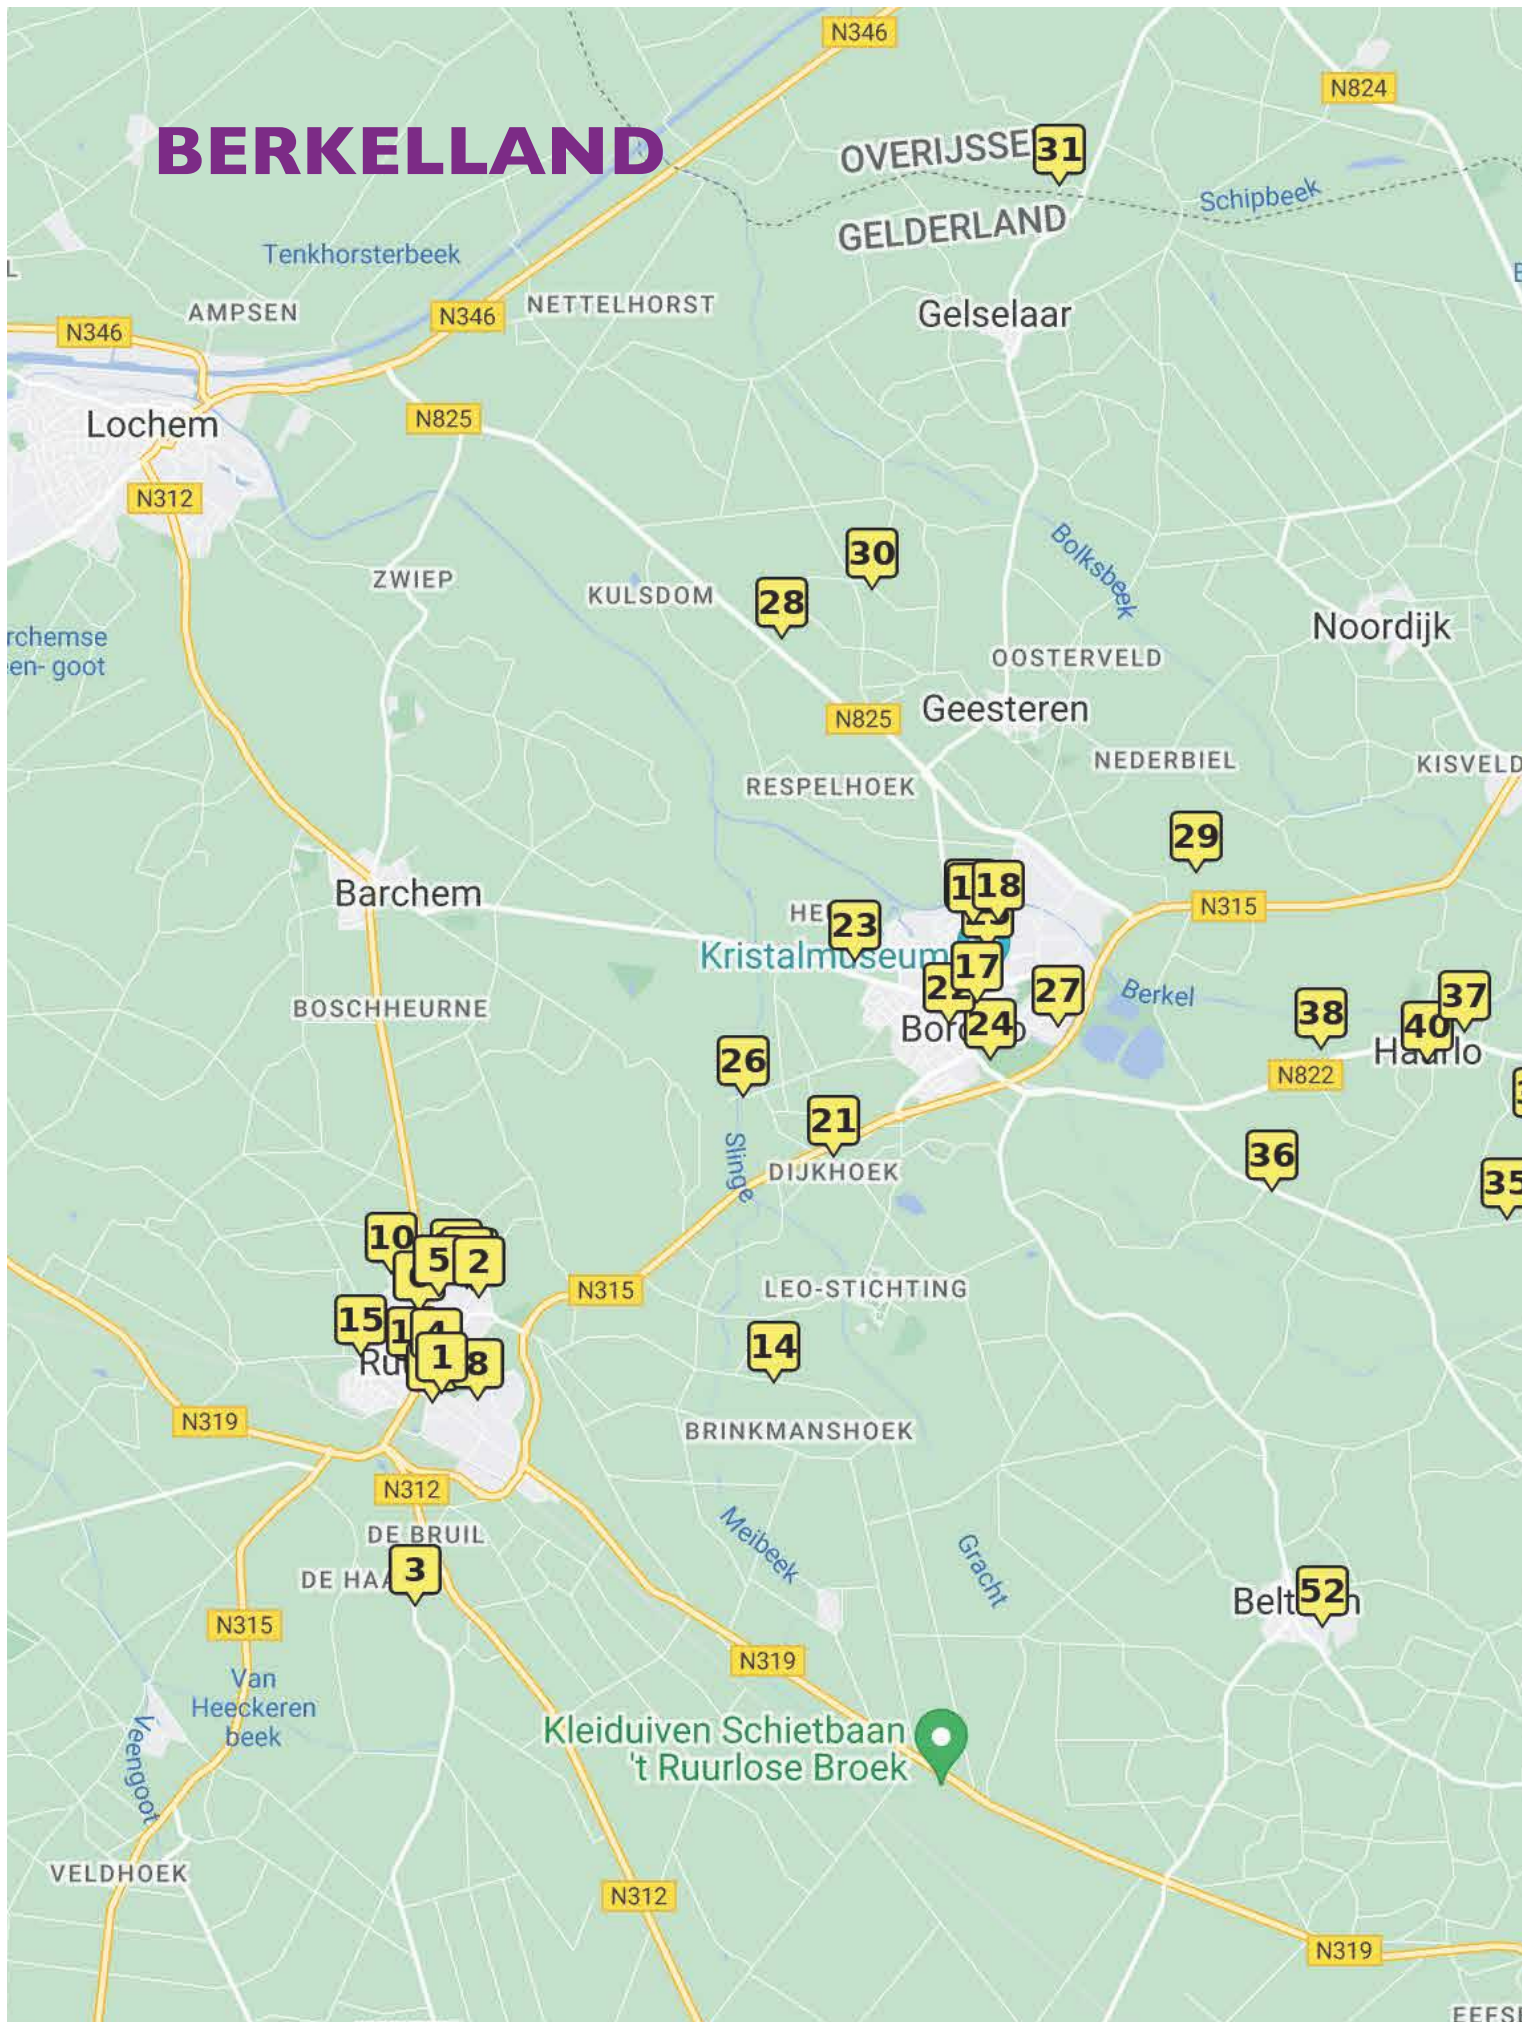 N346
N824
BERKELLAND
31
Schipbeek
GELDERLAND
Tenkhorsterbeek
AMPSEN
N346
NETTELHORST
Gelselaar
N346
Lochem
N825
N312
30
Bolksbeek
ZWIEP
28
KULSDOM
Noordijk
OOSTERVELD
Geesteren
N825
NEDERBIEL
KISVELD
RESPELHOEK
29
18
Barchem
N315
23
Kristalmuseum
17
27
Berkel
37
BOSCHHEURNE
38
24
40
Haarlo
26
N822
21
36
Slinge
DIJKHOEK
35
10
5
2
N315
LEO-STICHTING
15
4
14
1
8
N319
BRINKMANSHOEK
N312
Meibeek
DE BRUIL
Gracht
3
52
N315
N319
Van
Heeckeren
beek
Veengoot
Kleiduiven Schietbaan
't Ruurlose Broek
VELDHOEK
N312
N319